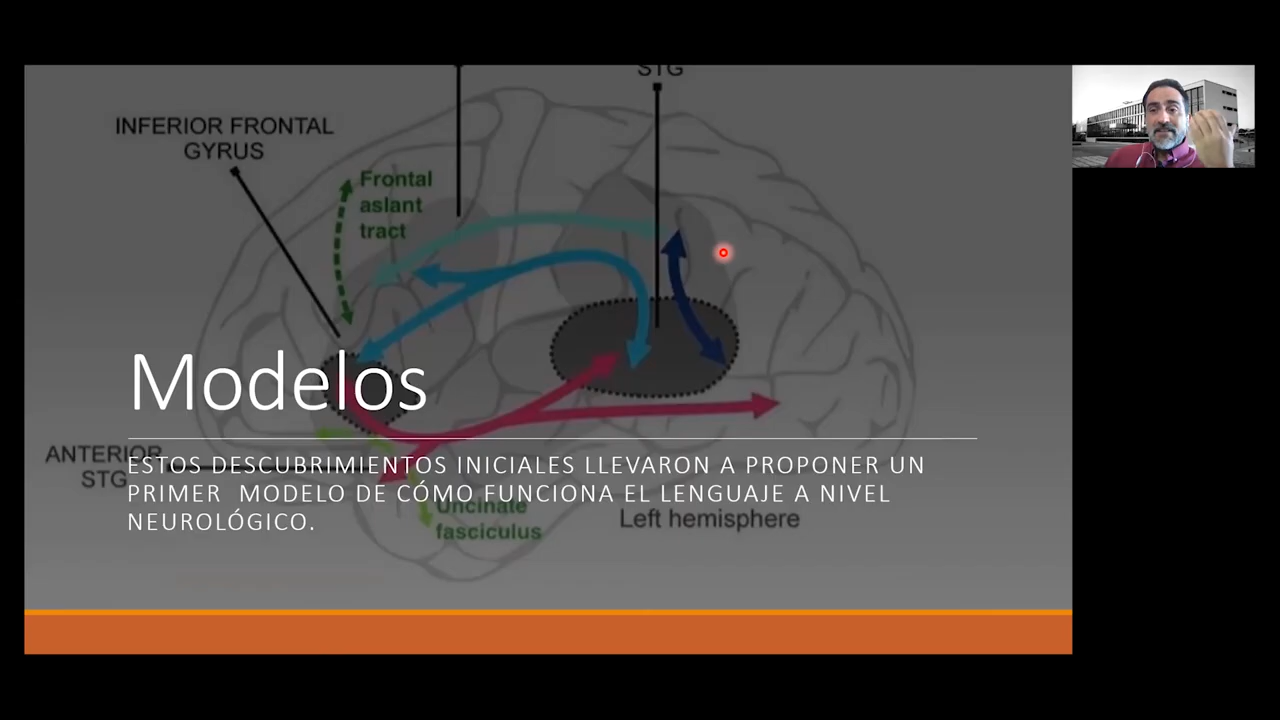 STG
INFERIOR FRONTAL
GYRUS
Frontal
aslant
tract
Modelos
ANTERIOR
STG
ESTOS DESCUBRIMIENTOS INICIALES LLEVARON A PROPONER UN
PRIMER MODELO DE CÓMO FUNCIONA EL LENGUAJE A NIVEL
NEUROLÓGICO.
Uncinate
fasciculus
Left hemisphere